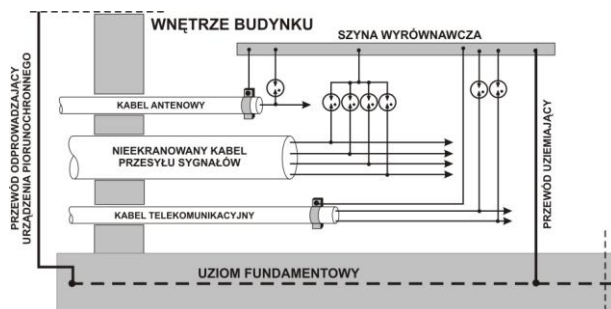 WNĘTRZE BUDYNKU
SZYNA WYRÓWNAWCZA
PRZEWÓD ODPROWADZAJĄCY
URZĄDZENIA PIORUNOCHRONNEGO
KABEL ANTENOWY
NIEEKRANOWANY KABEL
PRZESYŁU SYGNAŁÓW
KABEL TELEKOMUNIKACYJNY
PRZEWÓD UZIEMIAJĄCY
UZIOM FUNDAMENTOWY